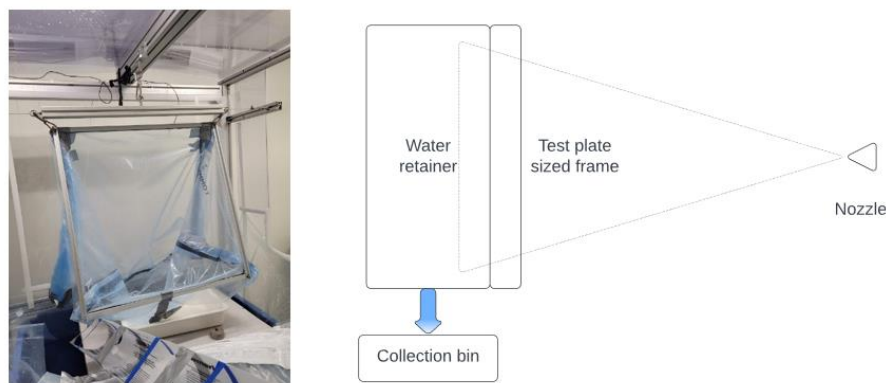 Water
retainer
Test plate
sized frame
Nozzle
Collection bin